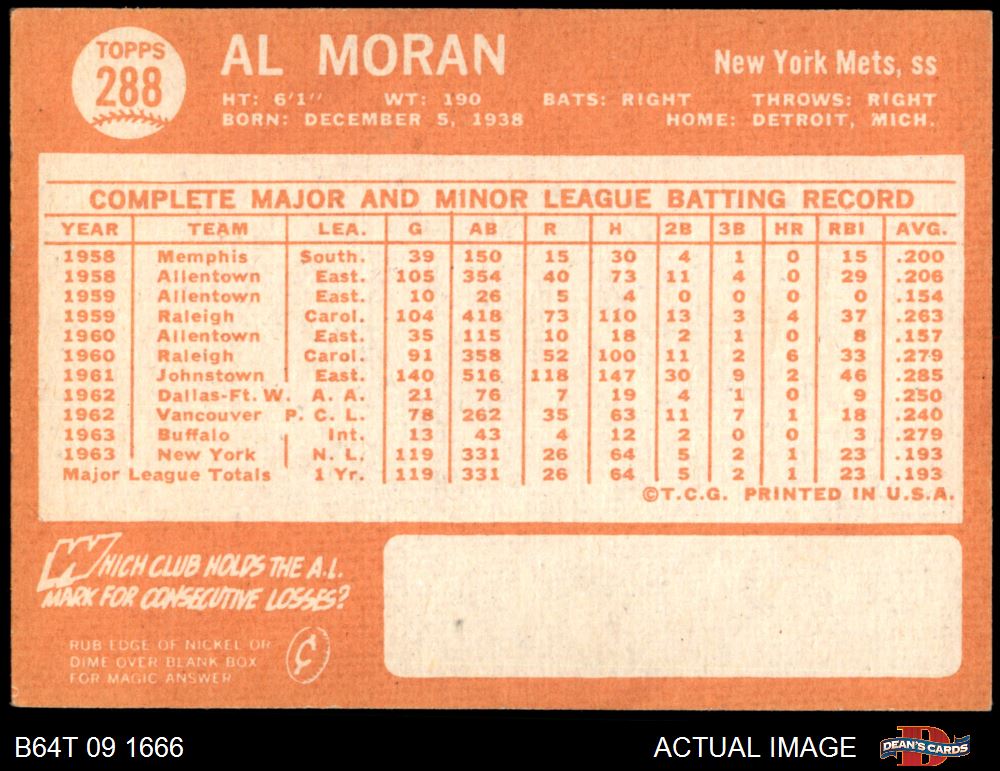 TOPPS
288
AL MORAN
New York Mets, ss
HT: 6'1" WT: 190 BATS: RIGHT THROWS: RIGHT
BORN: DECEMBER 5, 1938 HOME: DETROIT, MICH.
COMPLETE MAJOR AND MINOR LEAGUE BATTING RECORD
YEAR TEAM LEA. G AB R H 2B 3B HR RBI AVG.
1958 Memphis South. 39 150 15 30 4 1 0 15 .200
1958 Allentown East. 105 354 40 73 11 4 0 29 .206
1959 Allentown East. 10 26 5 4 0 0 0 0 .154
1959 Raleigh Carol. 104 418 73 110 13 3 4 37 .263
1960 Allentown East. 35 115 10 18 2 1 0 8 .157
1960 Raleigh Carol. 91 358 52 100 11 2 6 33 .279
1961 Johnstown East. 140 516 118 147 30 9 2 46 .285
1962 Dallas-Ft. W. A. A. 21 76 7 19 4 1 0 9 .250
1962 Vancouver P. C. L. 78 262 35 63 11 7 1 18 .240
1963 Buffalo Int. 13 43 4 12 2 0 0 3 .279
1963 New York N. L. 119 331 26 64 5 2 1 23 .193
Major League Totals 1 Yr. 119 331 26 64 5 2 1 23 .193
©T.C.G. PRINTED IN U.S.A.
WHICH CLUB HOLDS THE A.L.
MARK FOR CONSECUTIVE LOSSES?
RUB EDGE OF NICKEL OR
DIME OVER BLANK BOX
FOR MAGIC ANSWER
¢
B64T 09 1666
ACTUAL IMAGE
D
DEAN'S CARDS